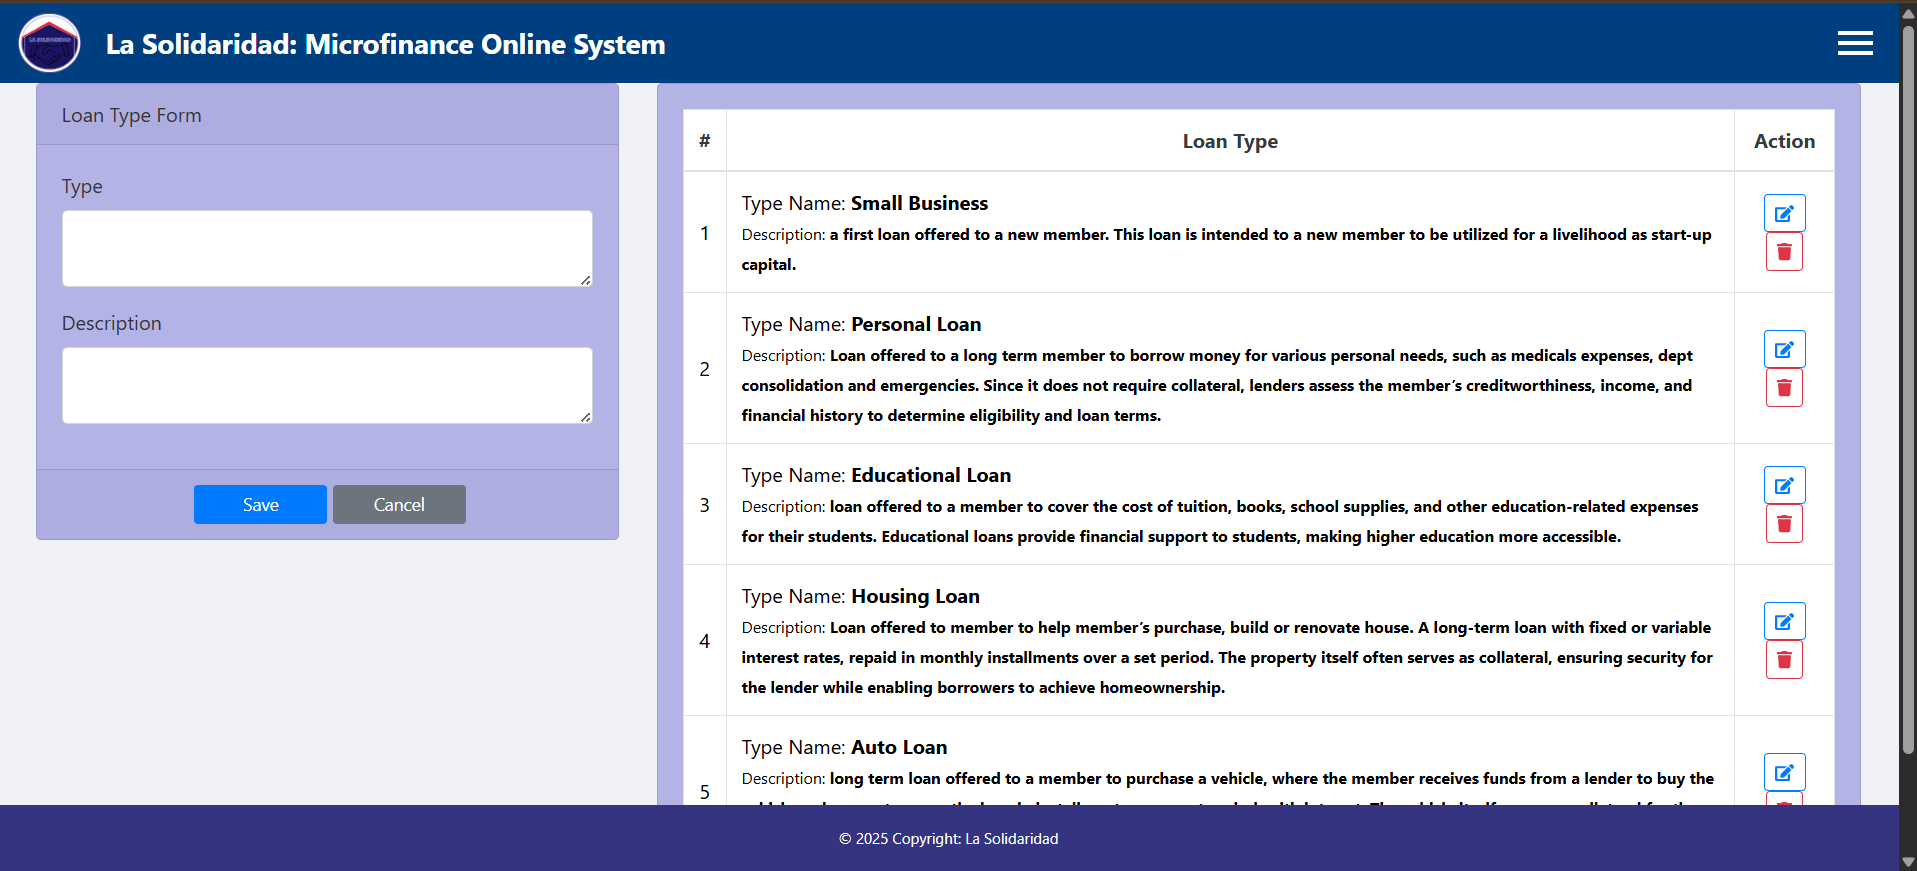 LA SOLIDARIDAD
La Solidaridad: Microfinance Online System
Loan Type Form
Type
Description
Save
Cancel
#
Loan Type
Action
1
Type Name: Small Business
Description: a first loan offered to a new member. This loan is intended to a new member to be utilized for a livelihood as start-up
capital.
2
Type Name: Personal Loan
Description: Loan offered to a long term member to borrow money for various personal needs, such as medicals expenses, dept
consolidation and emergencies. Since it does not require collateral, lenders assess the member’s creditworthiness, income, and
financial history to determine eligibility and loan terms.
3
Type Name: Educational Loan
Description: loan offered to a member to cover the cost of tuition, books, school supplies, and other education-related expenses
for their students. Educational loans provide financial support to students, making higher education more accessible.
4
Type Name: Housing Loan
Description: Loan offered to member to help member’s purchase, build or renovate house. A long-term loan with fixed or variable
interest rates, repaid in monthly installments over a set period. The property itself often serves as collateral, ensuring security for
the lender while enabling borrowers to achieve homeownership.
5
Type Name: Auto Loan
Description: long term loan offered to a member to purchase a vehicle, where the member receives funds from a lender to buy the
© 2025 Copyright: La Solidaridad